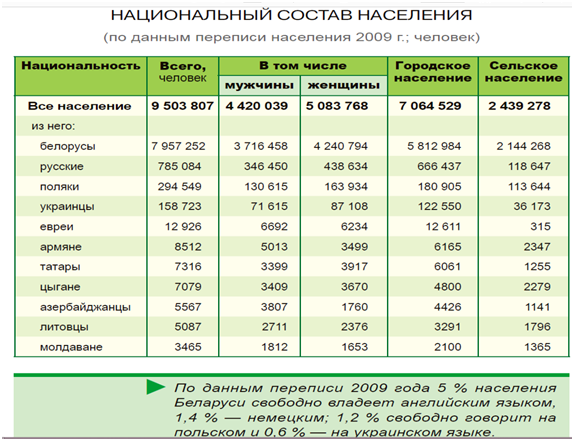 НАЦИОНАЛЬНЫЙ СОСТАВ НАСЕЛЕНИЯ
(по данным переписи населения 2009 г.; человек)
Национальность Всего, человек В том числе Городское население Сельское население
мужчины женщины
Все население 9 503 807 4 420 039 5 083 768 7 064 529 2 439 278
из него:
белорусы 7 957 252 3 716 458 4 240 794 5 812 984 2 144 268
русские 785 084 346 450 438 634 666 437 118 647
поляки 294 549 130 615 163 934 180 905 113 644
украинцы 158 723 71 615 87 108 122 550 36 173
евреи 12 926 6692 6234 12 611 315
армяне 8512 5013 3499 6165 2347
татары 7316 3399 3917 6061 1255
цыгане 7079 3409 3670 4800 2279
азербайджанцы 5567 3807 1760 4426 1141
литовцы 5087 2711 2376 3291 1796
молдаване 3465 1812 1653 2100 1365
По данным переписи 2009 года 5 % населения
Беларуси свободно владеет английским языком,
1,4 % — немецким; 1,2 % свободно говорит на
польском и 0,6 % — на украинском языке.